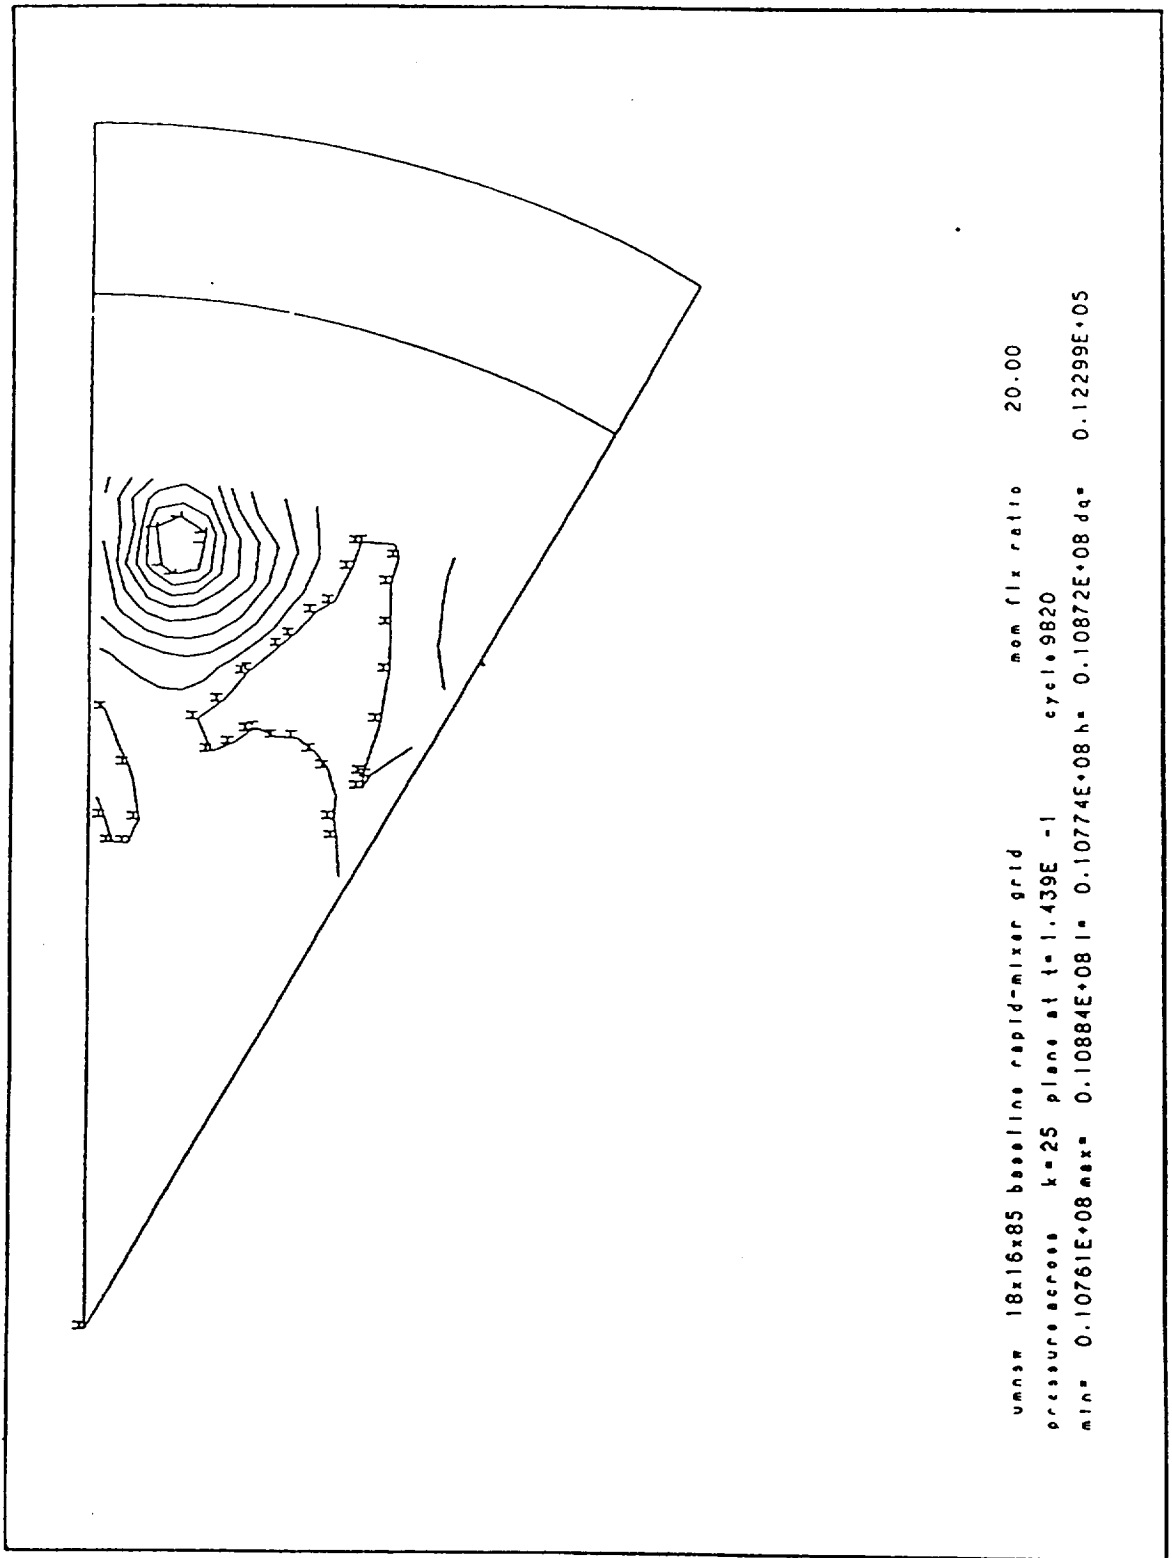 umnsw 18x16x85 baseline rapid-mixer grid mom flx ratio 20.00
pressure across k=25 plane at t= 1.439E -1 cycle 9820
min= 0.10761E+08 max= 0.10884E+08 l= 0.10774E+08 h= 0.10872E+08 dq= 0.12299E+05
H H H H H H H H H H H H H H H H H H H H H H H H H H H H H H H H H H
L L L L L L